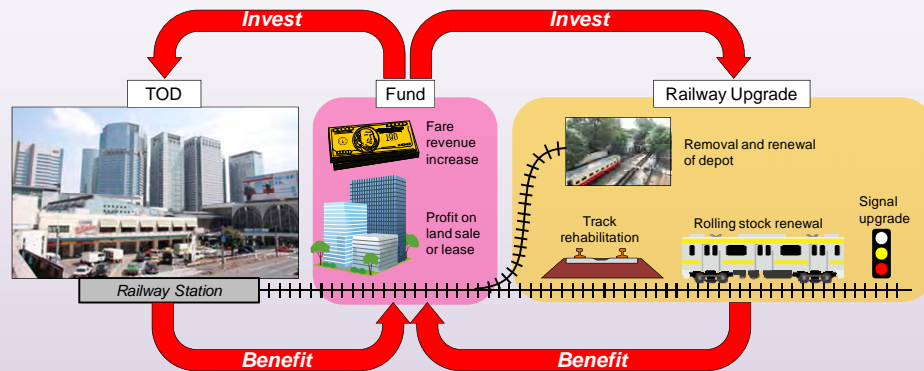 Invest
Invest
TOD
Fund
Railway Upgrade
Fare
revenue
increase
Profit on
land sale
or lease
Removal and renewal
of depot
Track
rehabilitation
Rolling stock renewal
Signal
upgrade
Railway Station
Benefit
Benefit